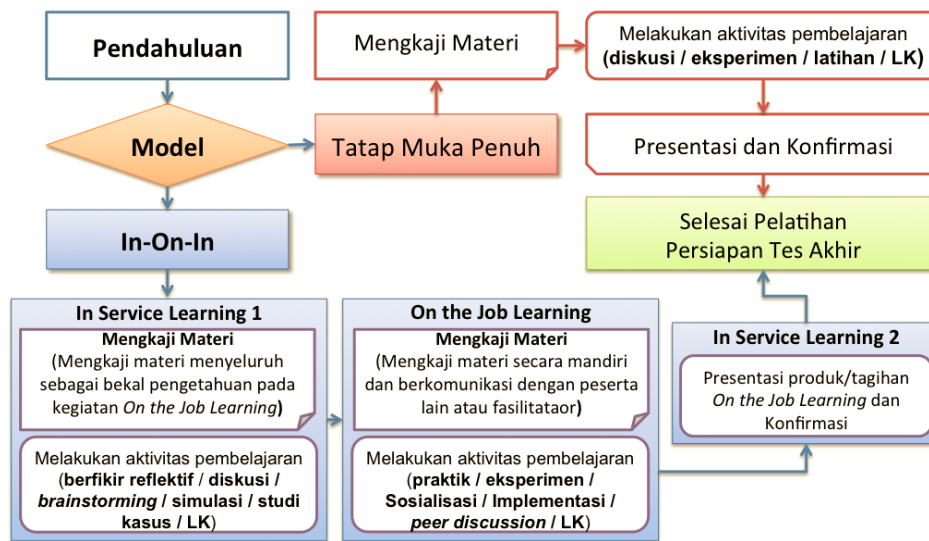 Pendahuluan
Model
Tatap Muka Penuh
Mengkaji Materi
Melakukan aktivitas pembelajaran
(diskusi / eksperimen / latihan / LK)
Presentasi dan Konfirmasi
Selesai Pelatihan
Persiapan Tes Akhir
In-On-In
In Service Learning 1
Mengkaji Materi
(Mengkaji materi menyeluruh
sebagai bekal pengetahuan pada
kegiatan On the Job Learning)
Melakukan aktivitas pembelajaran
(berfikir reflektif / diskusi /
brainstorming / simulasi / studi
kasus / LK)
On the Job Learning
Mengkaji Materi
(Mengkaji materi secara mandiri
dan berkomunikasi dengan peserta
lain atau fasilitataor)
Melakukan aktivitas pembelajaran
(praktik / eksperimen /
Sosialisasi / Implementasi /
peer discussion / LK)
In Service Learning 2
Presentasi produk/tagihan
On the Job Learning dan
Konfirmasi